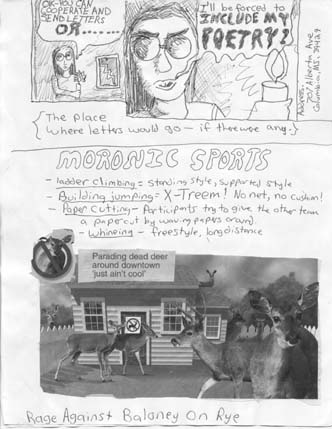 OK- YOU CAN
COOPERATE AND
SEND LETTERS
OR.......
I'll be forced to
INCLUDE MY
POETRY!
Address:
Columbia, MS. 39429
{The place
where letters would go - if there were any.}
MORONIC SPORTS
- ladder climbing = standing style, supported style
- Building jumping = X-Treem! No net, no cushion!
- Paper cutting - Participants try to give the other team
a papercut by waving papers around.
- Whineing - freestyle, long distance
Parading dead deer
around downtown
'just ain't cool'
Rage Against Baloney On Rye